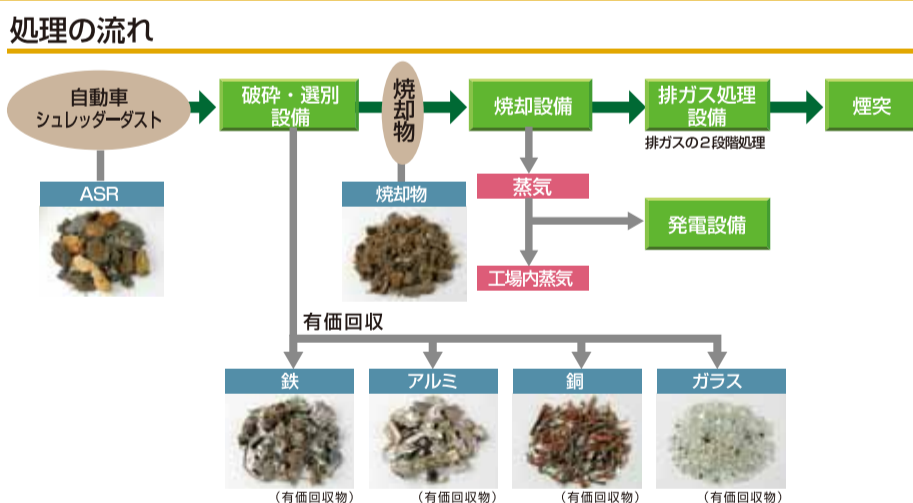 処理の流れ
自動車
シュレッダーダスト
破砕・選別
設備
焼却物
焼却設備
排ガス処理
設備
排ガスの2段階処理
煙突
ASR
焼却物
蒸気
発電設備
工場内蒸気
有価回収
鉄
アルミ
銅
ガラス
(有価回収物)
(有価回収物)
(有価回収物)
(有価回収物)